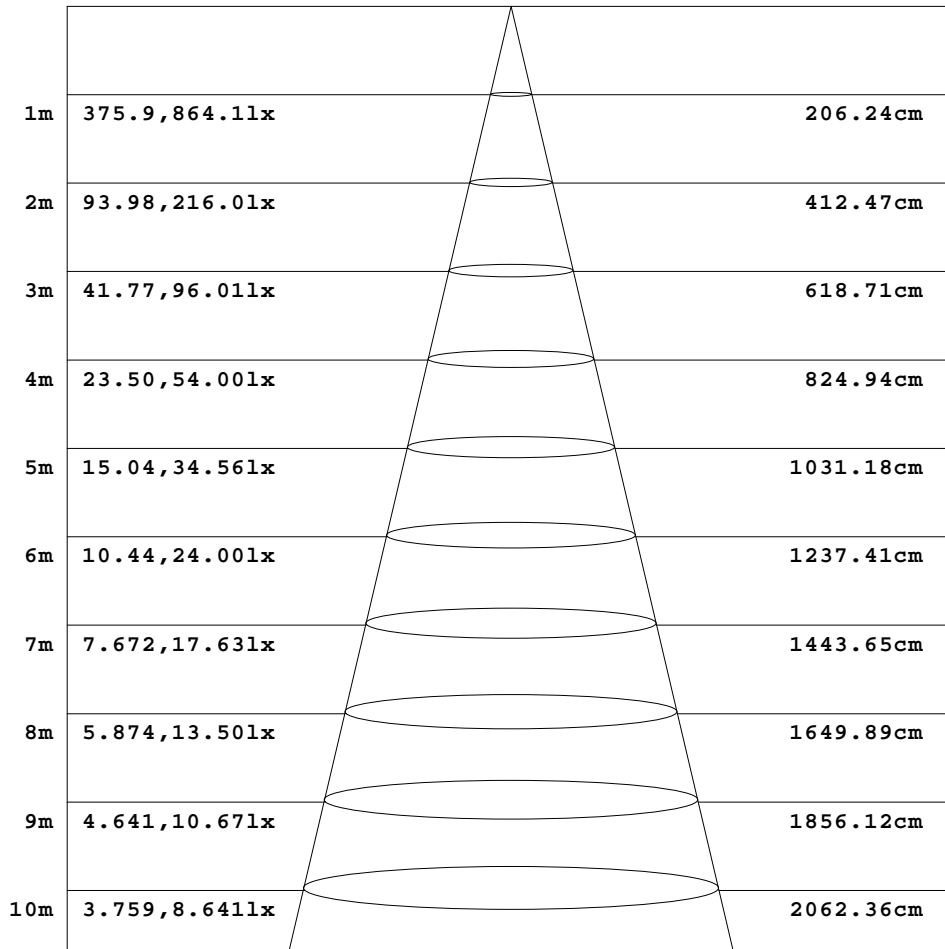 1m 375.9,864.1lx 206.24cm
2m 93.98,216.0lx 412.47cm
3m 41.77,96.01lx 618.71cm
4m 23.50,54.00lx 824.94cm
5m 15.04,34.56lx 1031.18cm
6m 10.44,24.00lx 1237.41cm
7m 7.672,17.63lx 1443.65cm
8m 5.874,13.50lx 1649.89cm
9m 4.641,10.67lx 1856.12cm
10m 3.759,8.641lx 2062.36cm